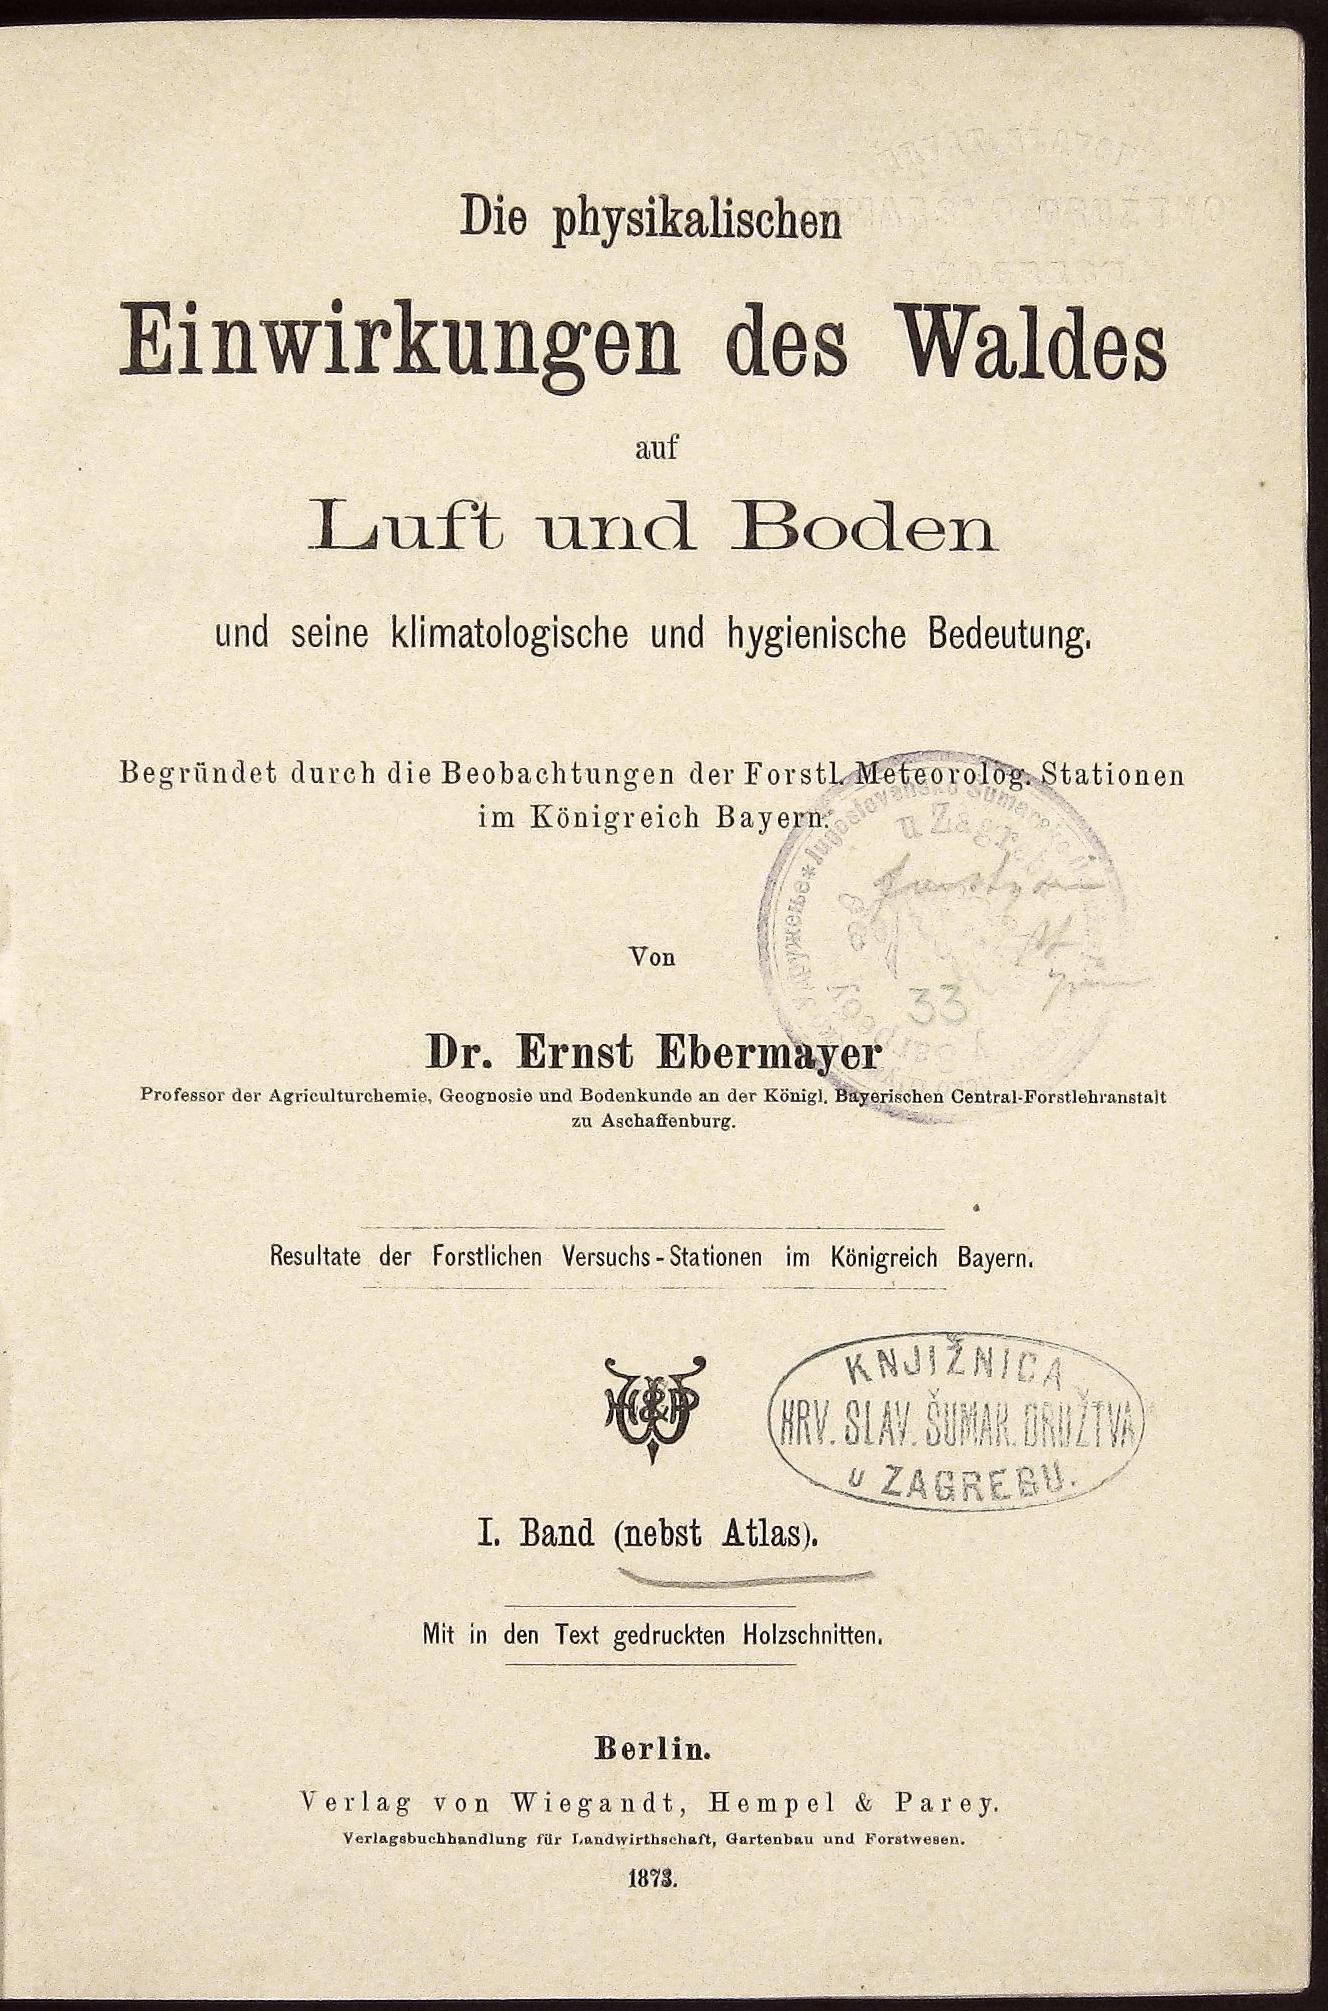 Die physikalischen
Einwirkungen des Waldes
auf
Luft und Boden
und seine klimatologische und hygienische Bedeutung.
Begründet durch die Beobachtungen der Forstl. Meteorolog. Stationen
im Königreich Bayern.
Jugoslovensko Šumarsko
u Zagreb
33
Von
Dr. Ernst Ebermayer
Professor der Agriculturchemie, Geognosie und Bodenkunde an der Königl. Bayerischen Central-Forstlehranstalt
zu Aschaffenburg.
Resultate der Forstlichen Versuchs-Stationen im Königreich Bayern.
KNJIŽNICA
HRV. SLAV. ŠUMAR. DRUŽTVA
u ZAGREBU.
I. Band (nebst Atlas).
Mit in den Text gedruckten Holzschnitten.
Berlin.
Verlag von Wiegandt, Hempel & Parey.
Verlagsbuchhandlung für Landwirthschaft, Gartenbau und Forstwesen.
1873.